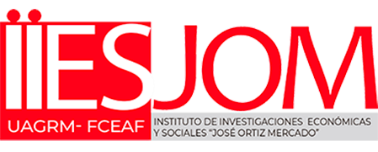 iiESJOM
UAGRM- FCEAF
INSTITUTO DE INVESTIGACIONES ECONÓMICAS
Y SOCIALES "JOSÉ ORTIZ MERCADO"